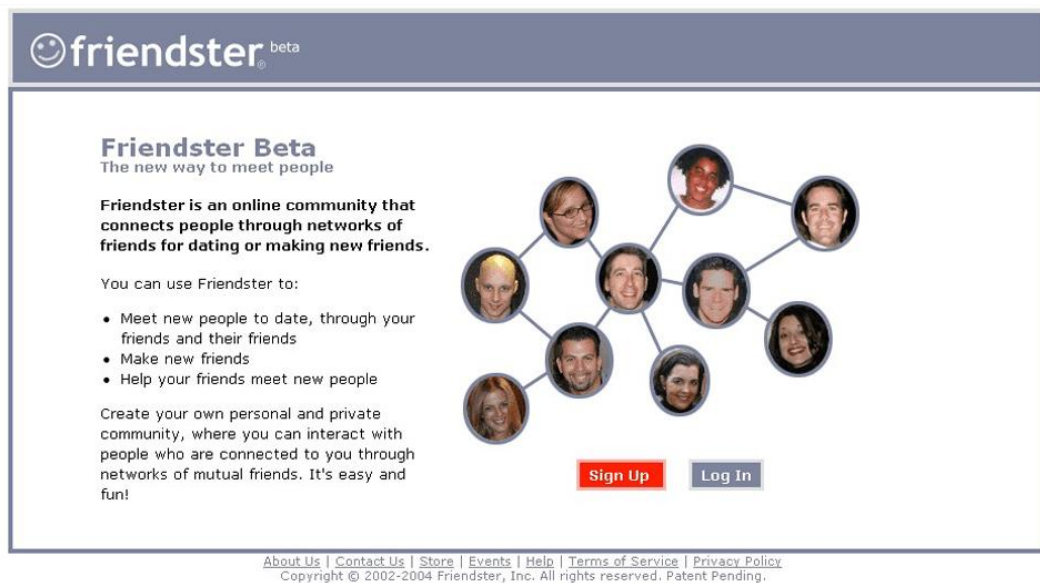 friendster® beta
Friendster Beta
The new way to meet people
Friendster is an online community that
connects people through networks of
friends for dating or making new friends.
You can use Friendster to:
• Meet new people to date, through your
friends and their friends
• Make new friends
• Help your friends meet new people
Create your own personal and private
community, where you can interact with
people who are connected to you through
networks of mutual friends. It's easy and
fun!
Sign Up Log In
About Us | Contact Us | Store | Events | Help | Terms of Service | Privacy Policy
Copyright © 2002-2004 Friendster, Inc. All rights reserved. Patent Pending.